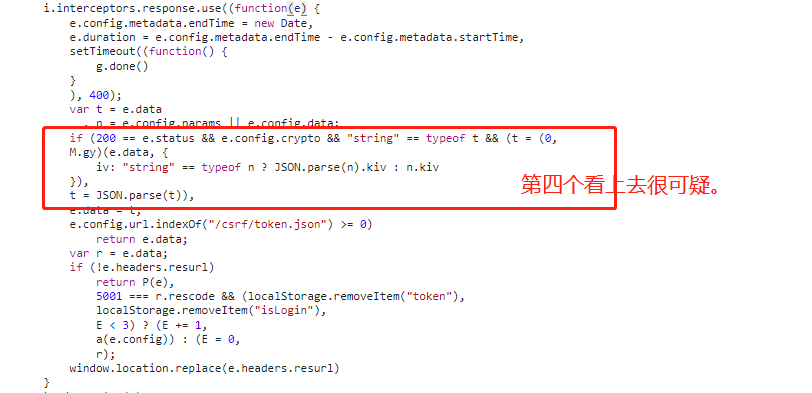 i.interceptors.response.use((function(e) {
e.config.metadata.endTime = new Date,
e.duration = e.config.metadata.endTime - e.config.metadata.startTime,
setTimeout((function() {
g.done()
}
), 400);
var t = e.data
, n = e.config.params || e.config.data;
if (200 == e.status && e.config.crypto && "string" == typeof t && (t = (0,
M.gy)(e.data, {
iv: "string" == typeof n ? JSON.parse(n).kiv : n.kiv
}),
第四个看上去很可疑。
t = JSON.parse(t)),
e.data = t,
e.config.url.indexOf("/csrf/token.json") >= 0)
return e.data;
var r = e.data;
if (!e.headers.resurl)
return P(e),
5001 === r.rescode && (localStorage.removeItem("token"),
localStorage.removeItem("isLogin"),
E < 3) ? (E += 1,
a(e.config)) : (E = 0,
r);
window.location.replace(e.headers.resurl)
}